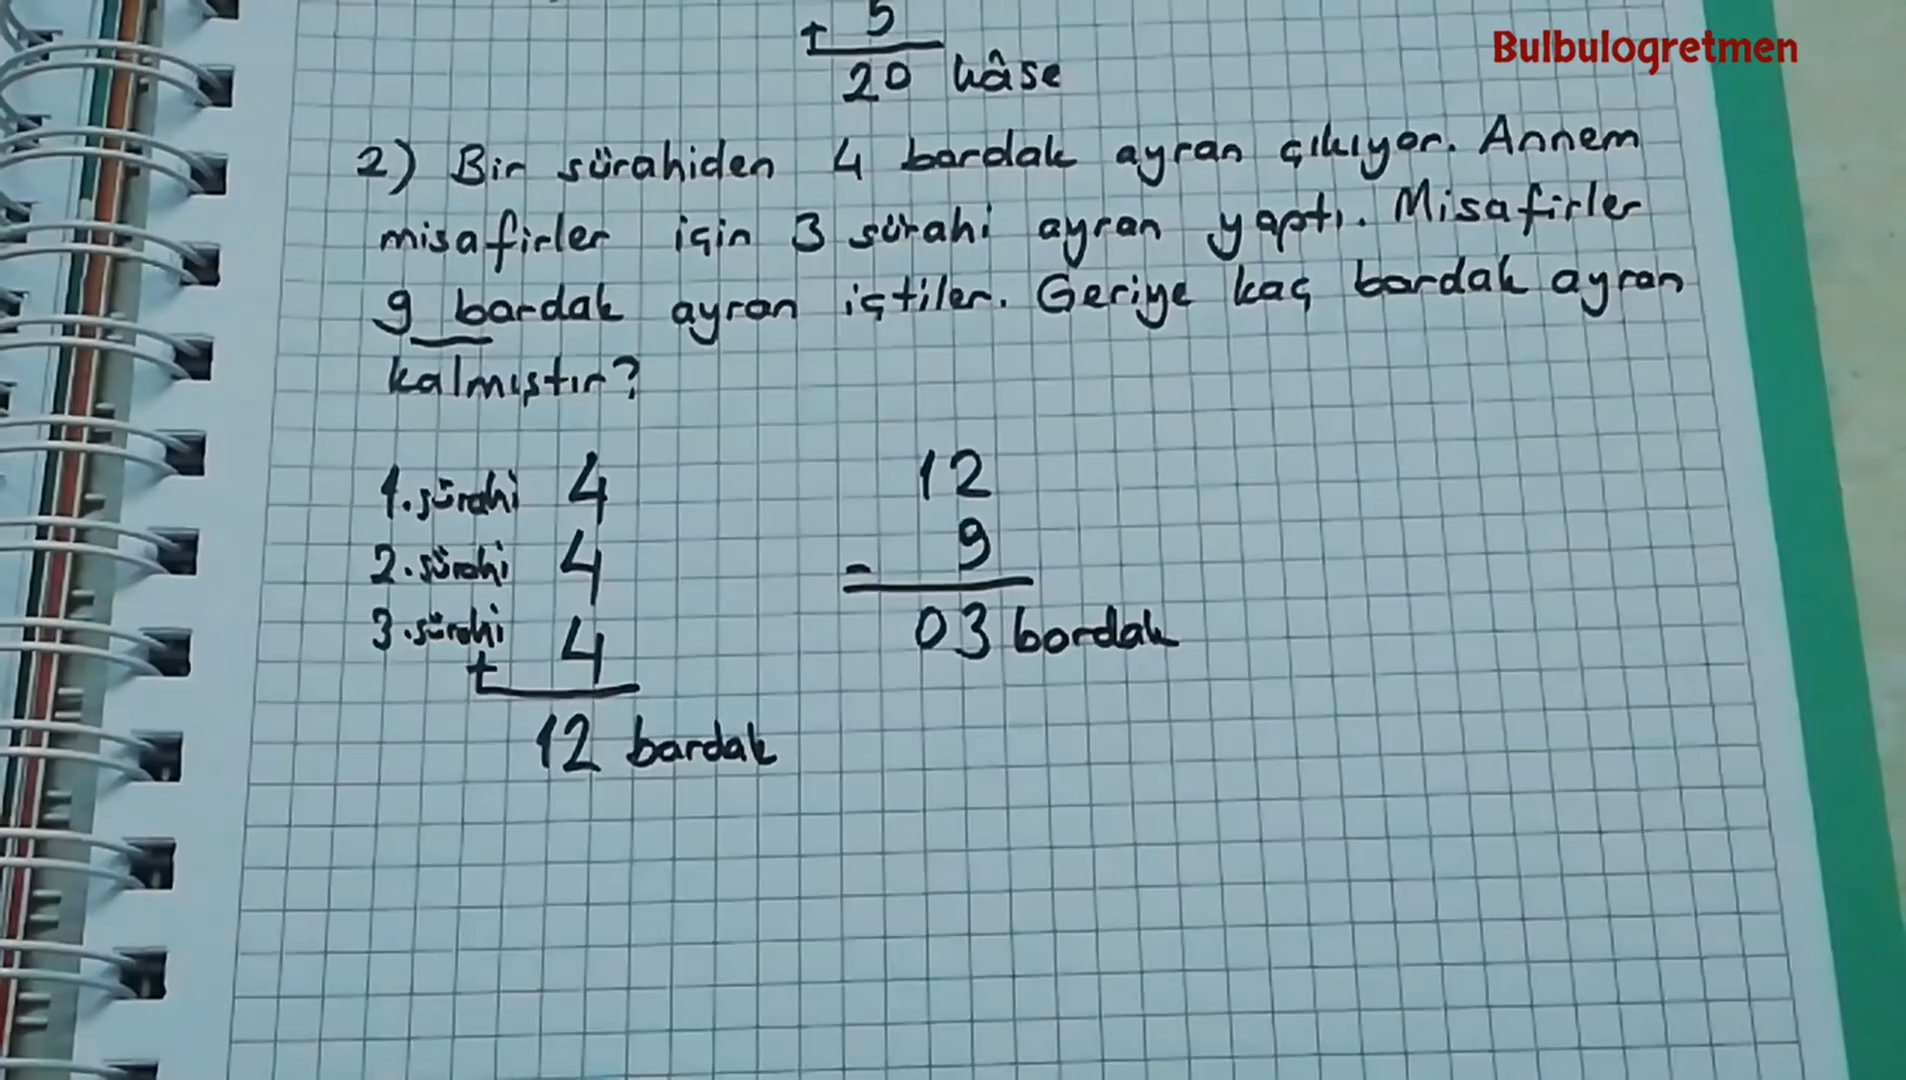 Bulbulogretmen
+ 5
20 kâse
2) Bir sürahiden 4 bardak ayran çıkıyor. Annem
misafirler için 3 sürahi ayran yaptı. Misafirler
9 bardak ayran içtiler. Geriye kaç bardak ayran
kalmıştır?
1. sürahi 4
2. sürahi 4
3. sürahi + 4
12 bardak
12
- 9
03 bardak